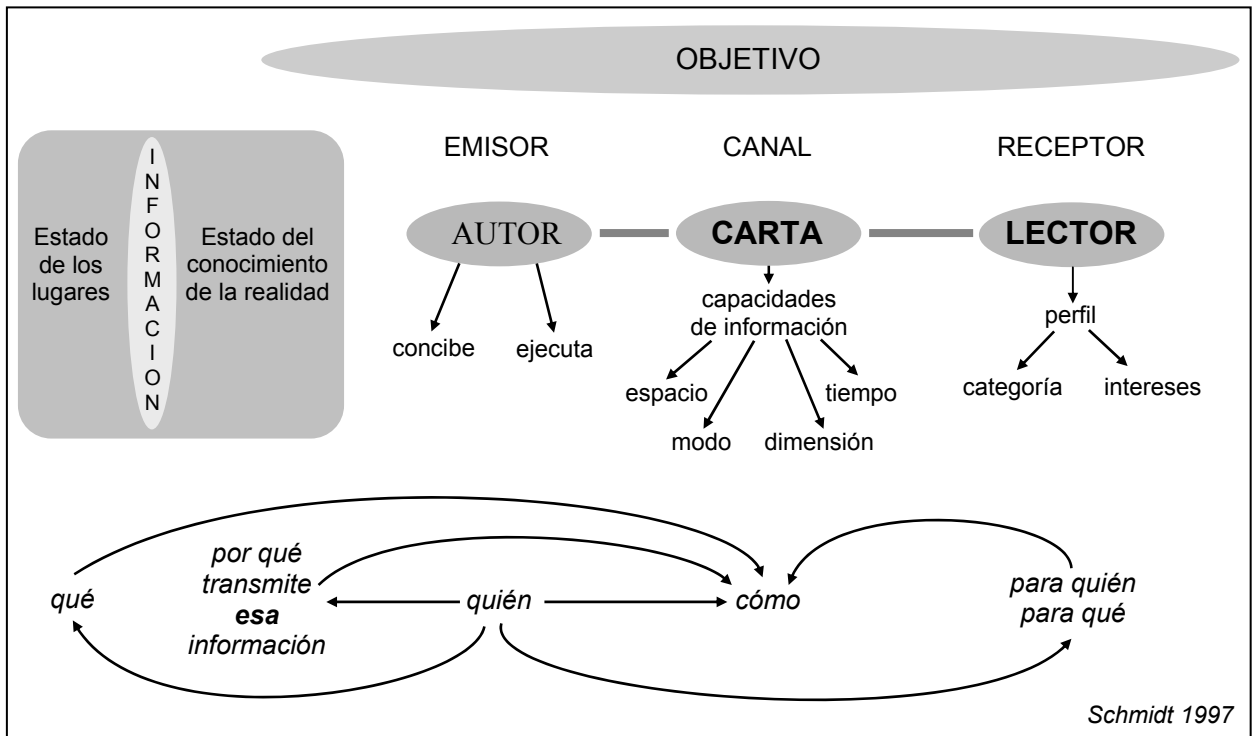 OBJETIVO
EMISOR
CANAL
RECEPTOR
Estado
de los
lugares
I
N
F
O
R
M
A
C
I
O
N
Estado del
conocimiento
de la realidad
AUTOR
CARTA
LECTOR
concibe
ejecuta
capacidades
de información
espacio
modo
dimensión
tiempo
perfil
categoría
intereses
qué
por qué
transmite
esa
información
quién
cómo
para quién
para qué
Schmidt 1997